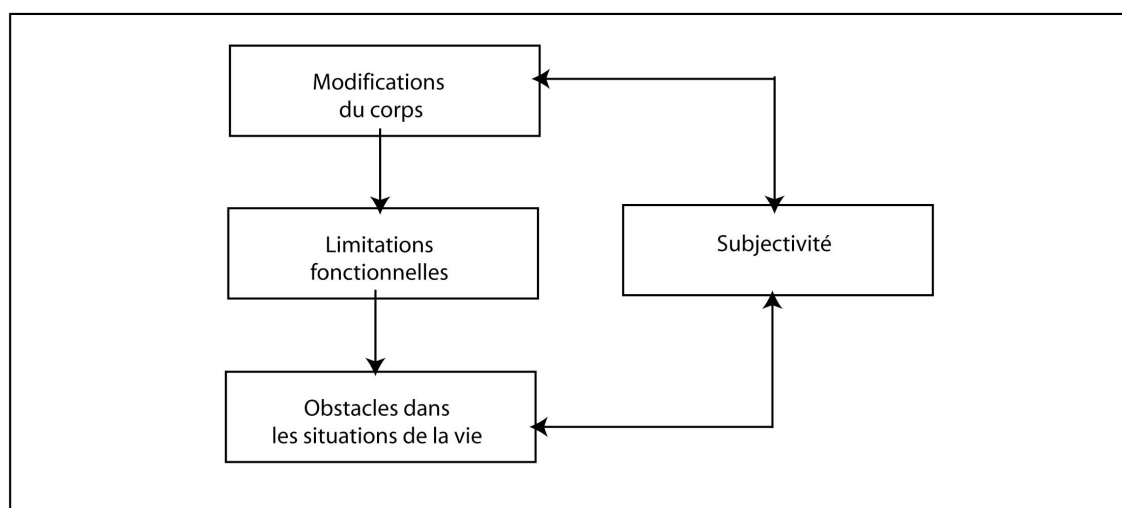 Modifications
du corps
Limitations
fonctionnelles
Subjectivité
Obstacles dans
les situations de la vie